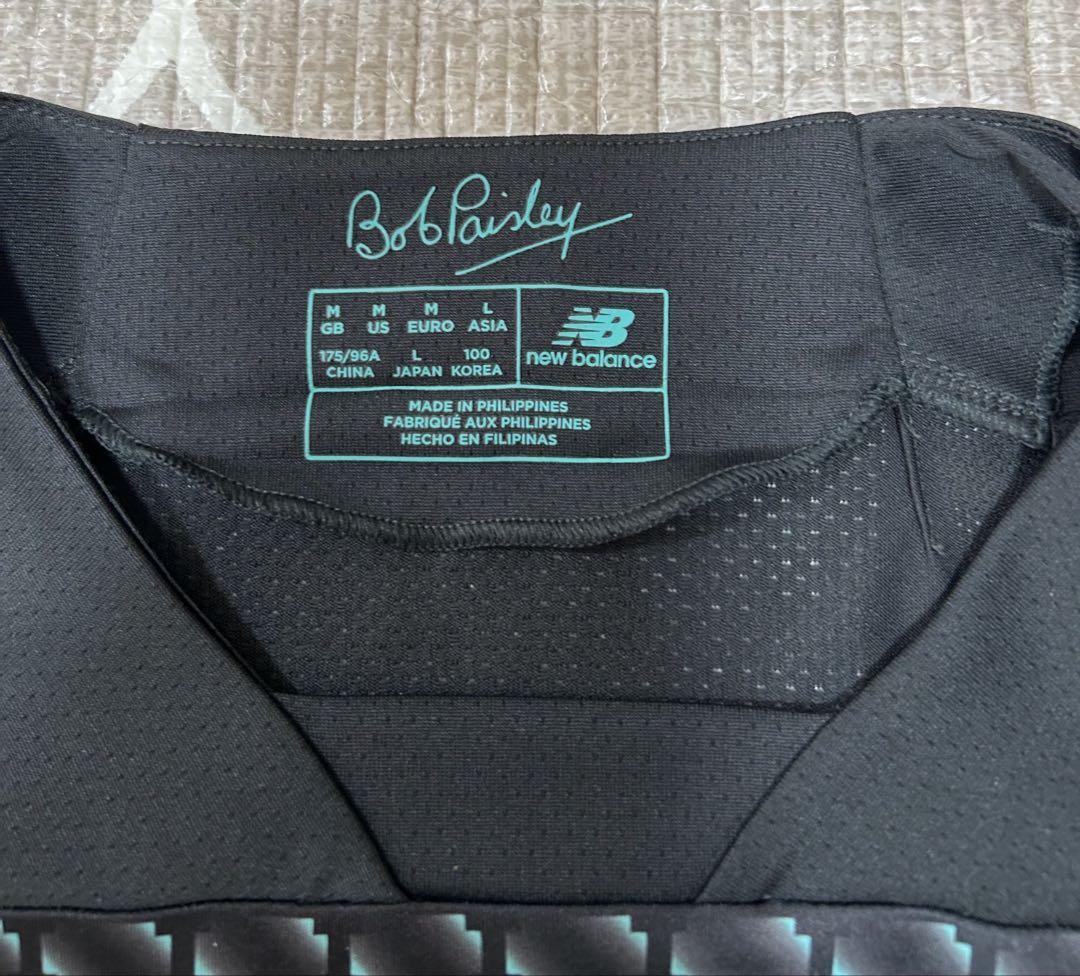 Bob Paisley
M M M L
GB US EURO ASIA
175/96A L 100
CHINA JAPAN KOREA
NB
new balance
MADE IN PHILIPPINES
FABRIQUÉ AUX PHILIPPINES
HECHO EN FILIPINAS